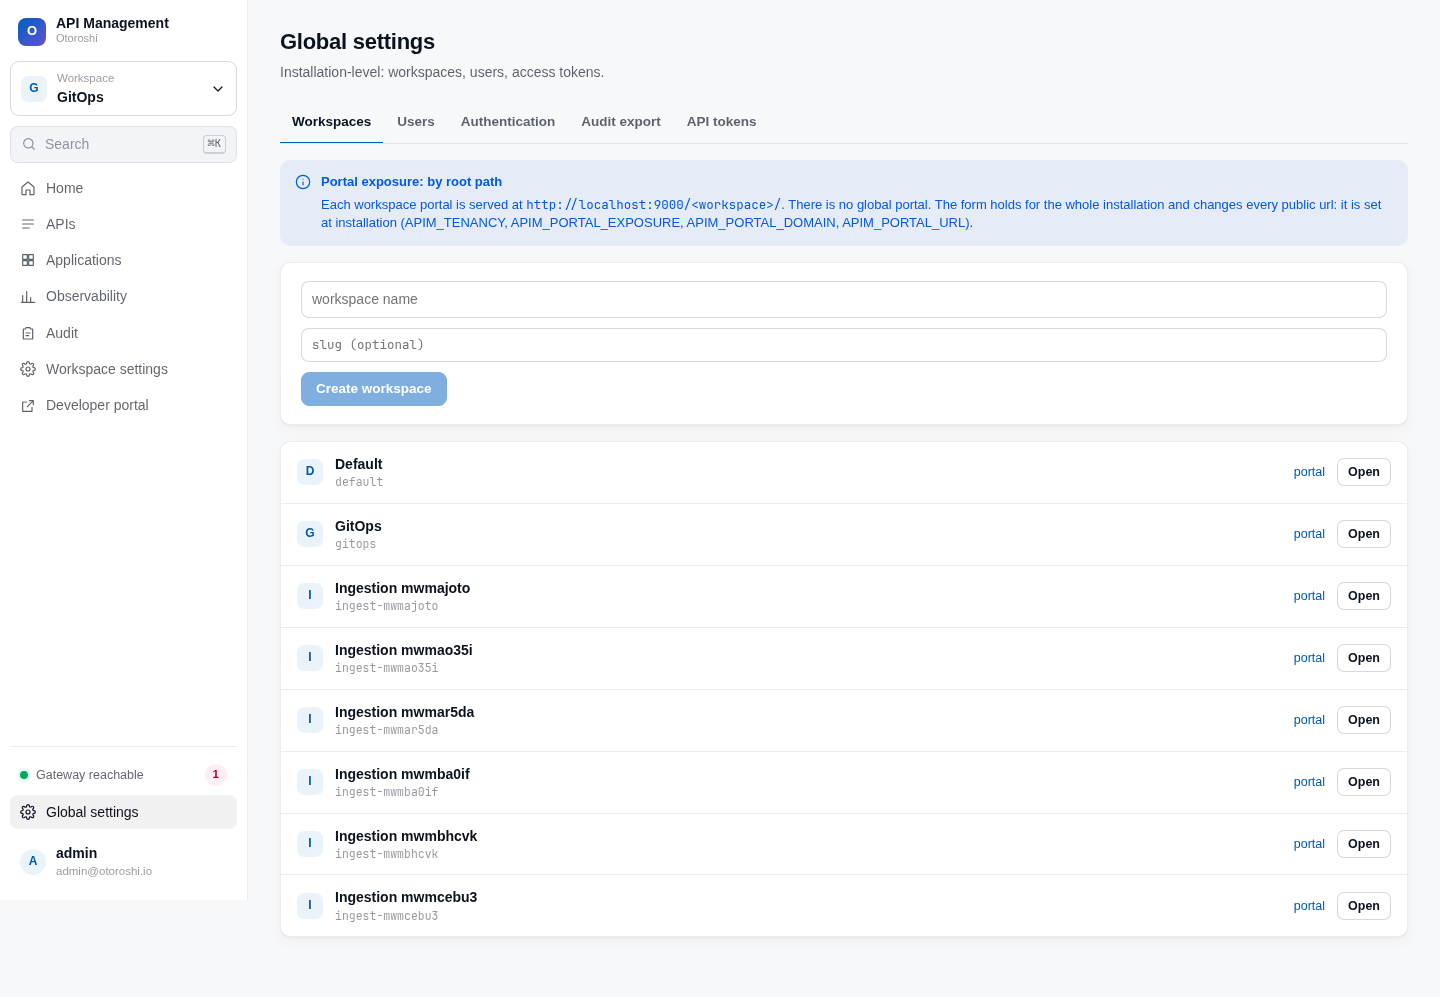 O
API Management
Otoroshi
G
Workspace
GitOps
Search
⌘K
Home
APIs
Applications
Observability
Audit
Workspace settings
Developer portal
Gateway reachable
1
Global settings
A
admin
admin@otoroshi.io
Global settings
Installation-level: workspaces, users, access tokens.
Workspaces Users Authentication Audit export API tokens
Portal exposure: by root path
Each workspace portal is served at http://localhost:9000/<workspace>/. There is no global portal. The form holds for the whole installation and changes every public url: it is set
at installation (APIM_TENANCY, APIM_PORTAL_EXPOSURE, APIM_PORTAL_DOMAIN, APIM_PORTAL_URL).
workspace name
slug (optional)
Create workspace
D
Default
default
portal Open
G
GitOps
gitops
portal Open
I
Ingestion mwmajoto
ingest-mwmajoto
portal Open
I
Ingestion mwmao35i
ingest-mwmao35i
portal Open
I
Ingestion mwmar5da
ingest-mwmar5da
portal Open
I
Ingestion mwmba0if
ingest-mwmba0if
portal Open
I
Ingestion mwmbhcvk
ingest-mwmbhcvk
portal Open
I
Ingestion mwmcebu3
ingest-mwmcebu3
portal Open